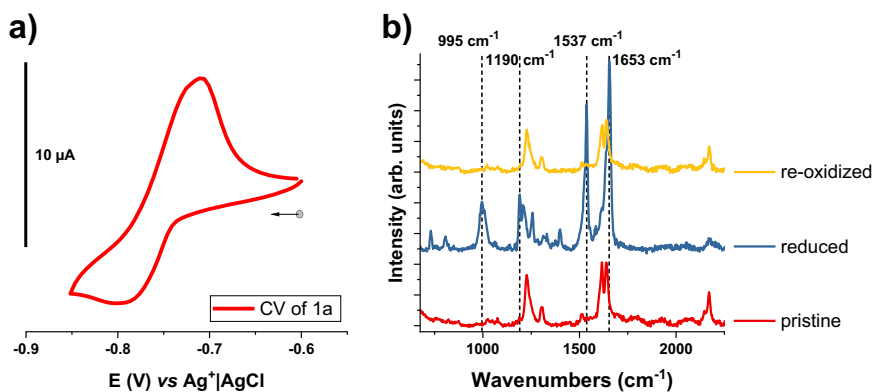 a)
10 µA
CV of 1a
-0.9 -0.8 -0.7 -0.6
E (V) vs Ag⁺|AgCl
b)
995 cm⁻¹ 1537 cm⁻¹
1190 cm⁻¹ 1653 cm⁻¹
Intensity (arb. units)
re-oxidized
reduced
pristine
1000 1500 2000
Wavenumbers (cm⁻¹)